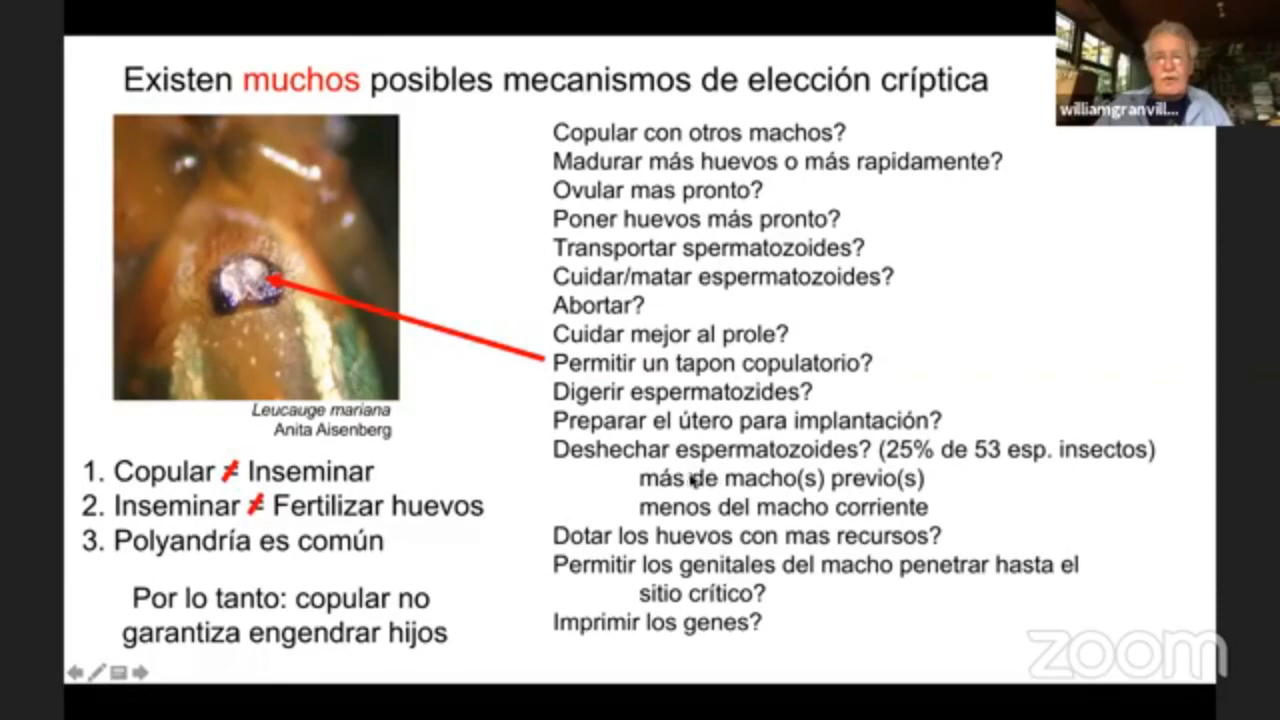 Existen muchos posibles mecanismos de elección críptica
williamgranvill...
Copular con otros machos?
Madurar más huevos o más rapidamente?
Ovular mas pronto?
Poner huevos más pronto?
Transportar spermatozoides?
Cuidar/matar espermatozoides?
Abortar?
Cuidar mejor al prole?
Permitir un tapon copulatorio?
Digerir espermatozides?
Preparar el útero para implantación?
Deshechar espermatozoides? (25% de 53 esp. insectos)
más de macho(s) previo(s)
menos del macho corriente
Dotar los huevos con mas recursos?
Permitir los genitales del macho penetrar hasta el
sitio crítico?
Imprimir los genes?
Leucauge mariana
Anita Aisenberg
1. Copular ≠ Inseminar
2. Inseminar ≠ Fertilizar huevos
3. Polyandría es común
Por lo tanto: copular no
garantiza engendrar hijos
zoom